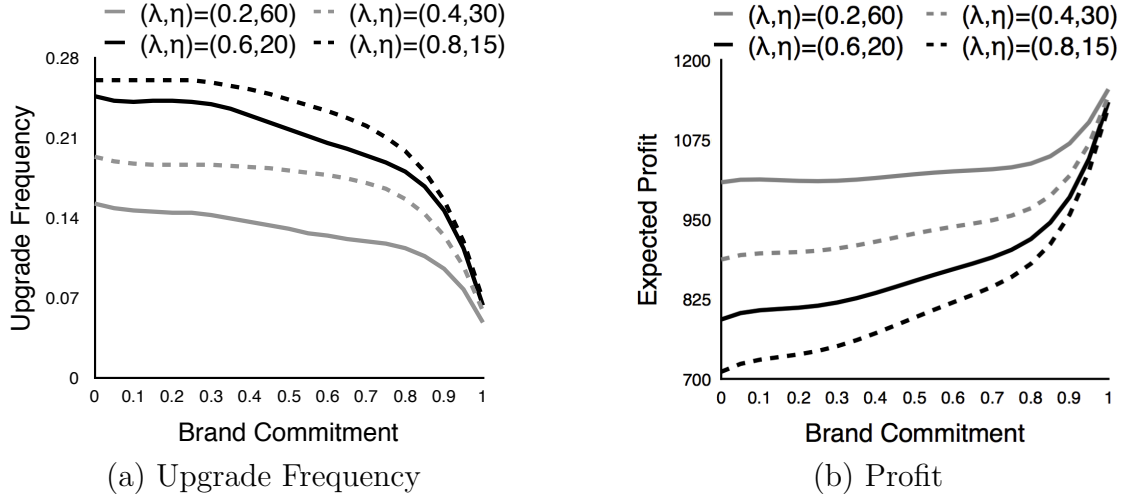 (λ,η)=(0.2,60) (λ,η)=(0.4,30)
(λ,η)=(0.6,20) (λ,η)=(0.8,15)
0.28
0.21
0.14
0.07
0
Upgrade Frequency
0 0.1 0.2 0.3 0.4 0.5 0.6 0.7 0.8 0.9 1
Brand Commitment
(a) Upgrade Frequency
(λ,η)=(0.2,60) (λ,η)=(0.4,30)
(λ,η)=(0.6,20) (λ,η)=(0.8,15)
1200
1075
950
825
700
Expected Profit
0 0.1 0.2 0.3 0.4 0.5 0.6 0.7 0.8 0.9 1
Brand Commitment
(b) Profit